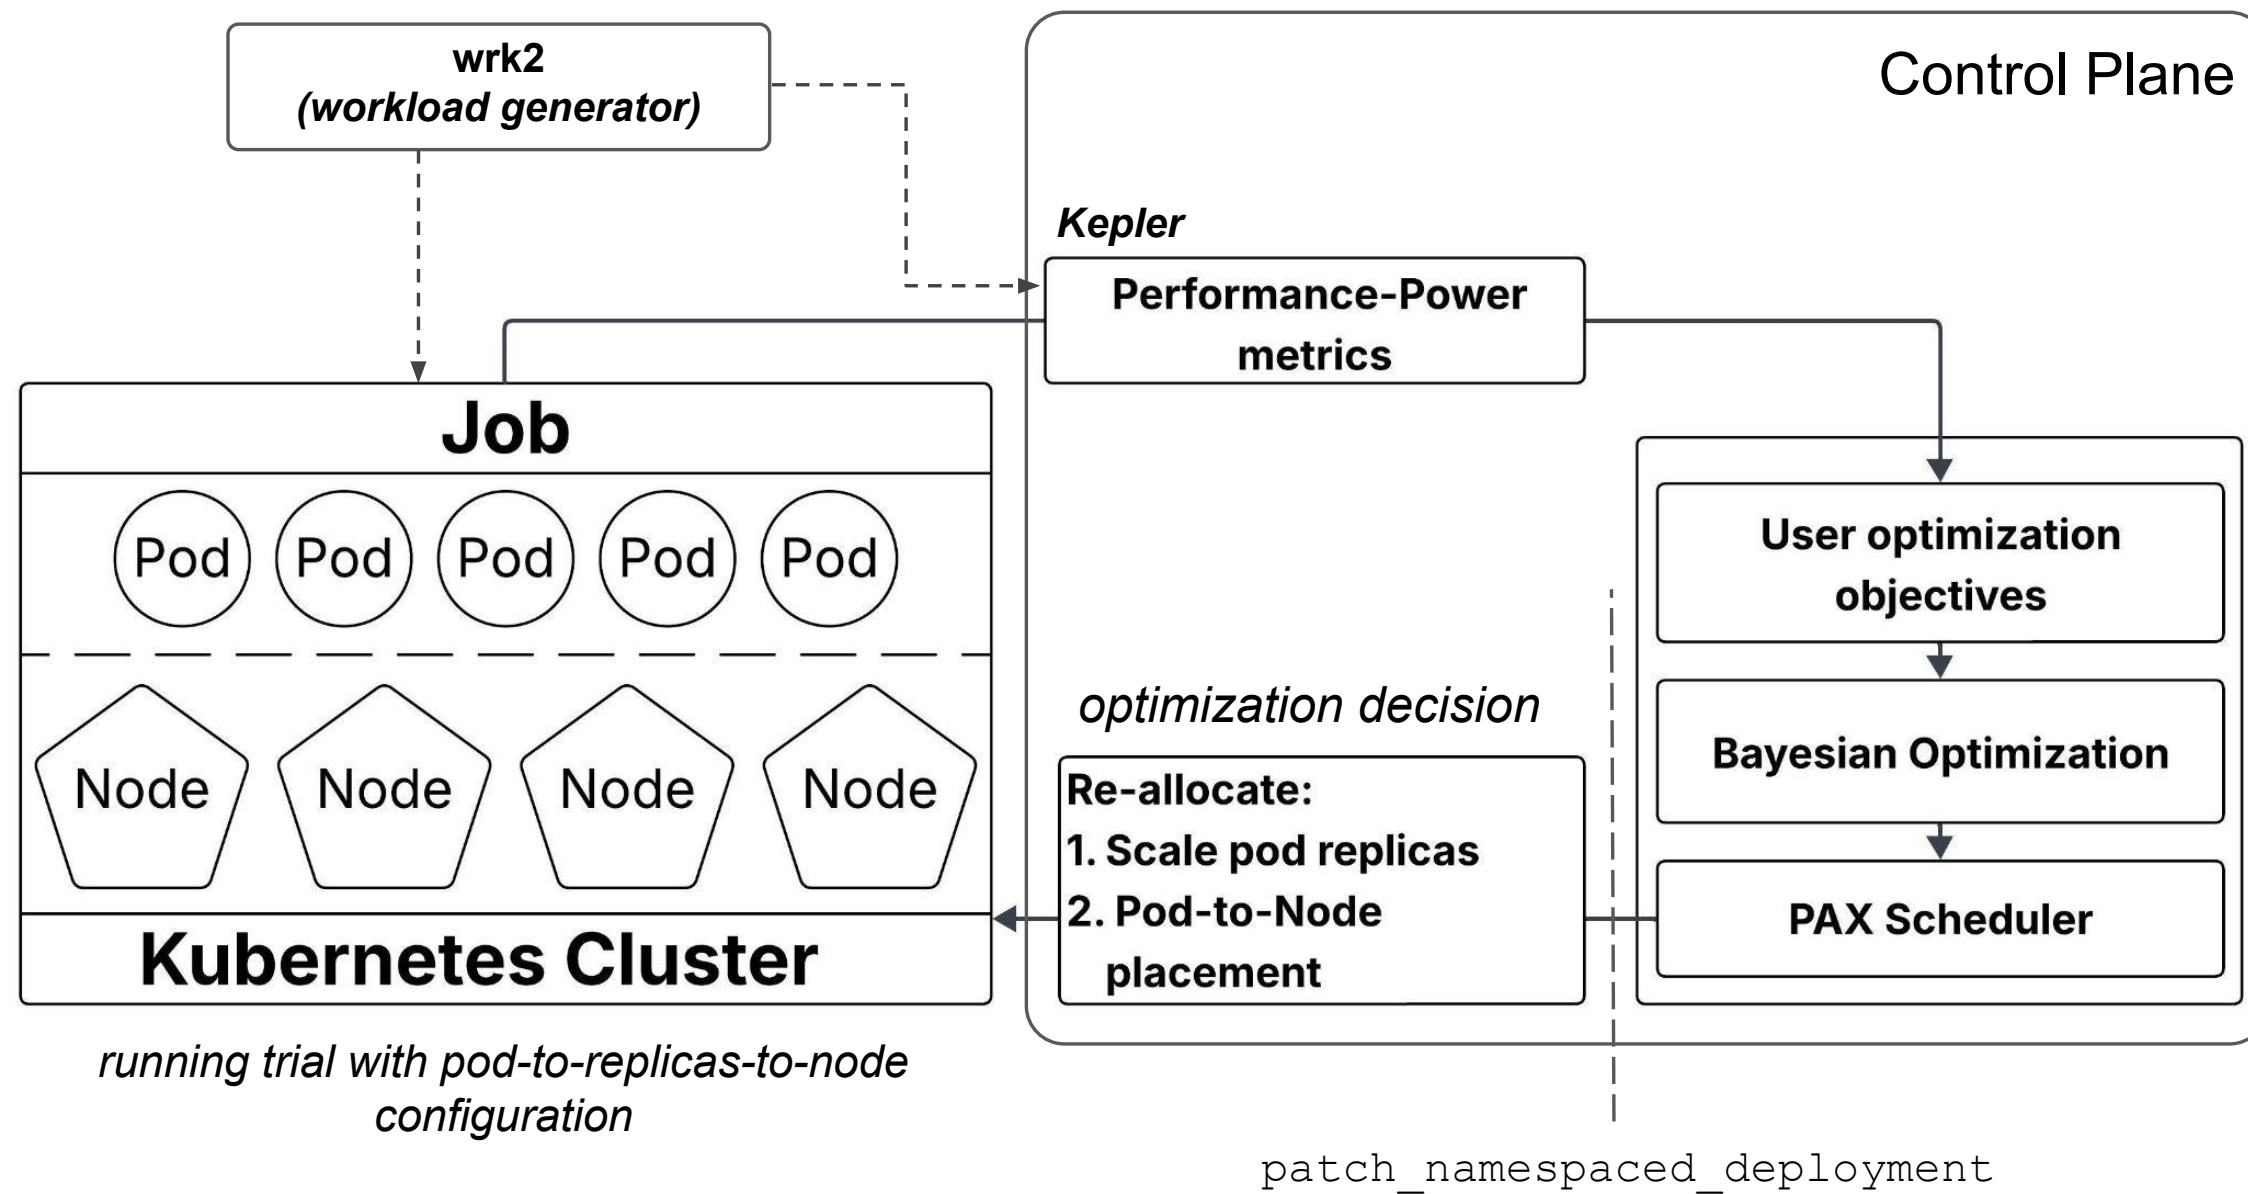 wrk2
(workload generator)
Control Plane
Kepler
Performance-Power
metrics
Job
Pod
Pod
Pod
Pod
Pod
Node
Node
Node
Node
Kubernetes Cluster
running trial with pod-to-replicas-to-node
configuration
User optimization
objectives
Bayesian Optimization
PAX Scheduler
optimization decision
Re-allocate:
1. Scale pod replicas
2. Pod-to-Node
placement
patch_namespaced_deployment